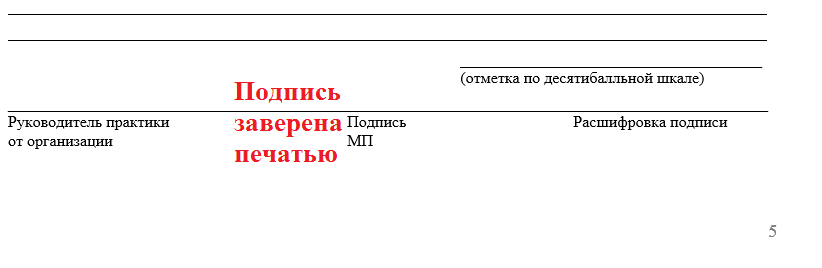 (отметка по десятибалльной шкале)
Подпись
заверена
печатью
Руководитель практики
от организации
Подпись
МП
Расшифровка подписи
5